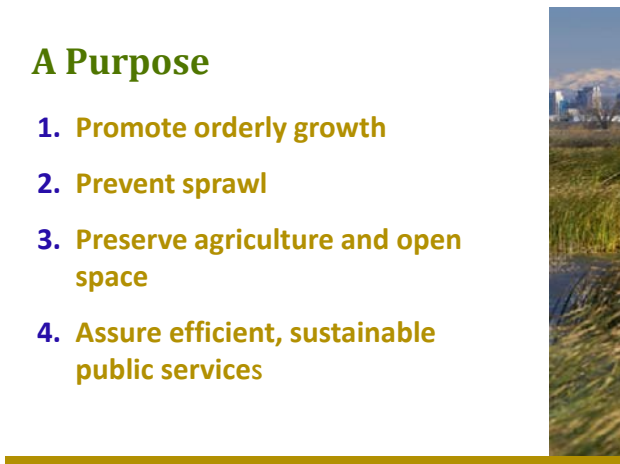 A Purpose
1. Promote orderly growth
2. Prevent sprawl
3. Preserve agriculture and open
space
4. Assure efficient, sustainable
public services